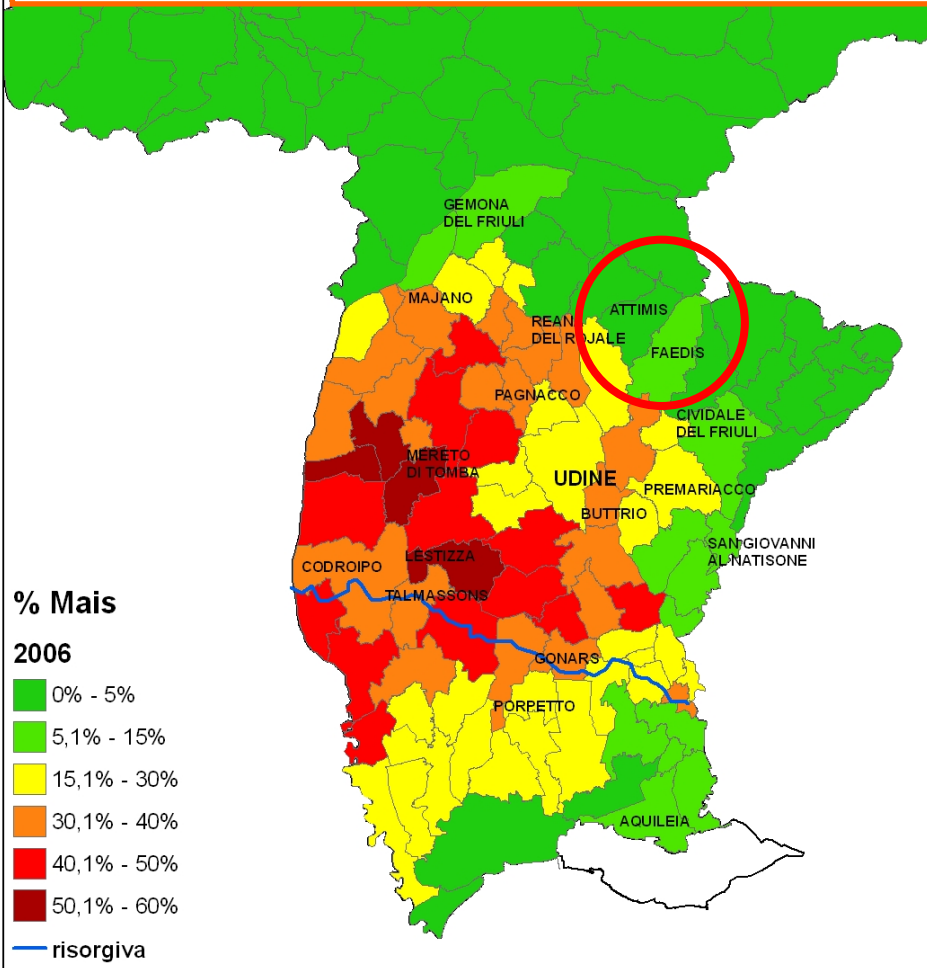 GEMONA
DEL FRIULI
MAJANO
ATTIMIS
REAN
DEL ROJALE
FAEDIS
PAGNACCO
CIVIDALE
DEL FRIULI
MERETO
DI TOMBA
UDINE
PREMARIACCO
BUTTRIO
SAN GIOVANNI
AL NATISONE
LESTIZZA
CODROIPO
TALMASSONS
GONARS
PORPETTO
AQUILEIA
% Mais
2006
0% - 5%
5,1% - 15%
15,1% - 30%
30,1% - 40%
40,1% - 50%
50,1% - 60%
risorgiva